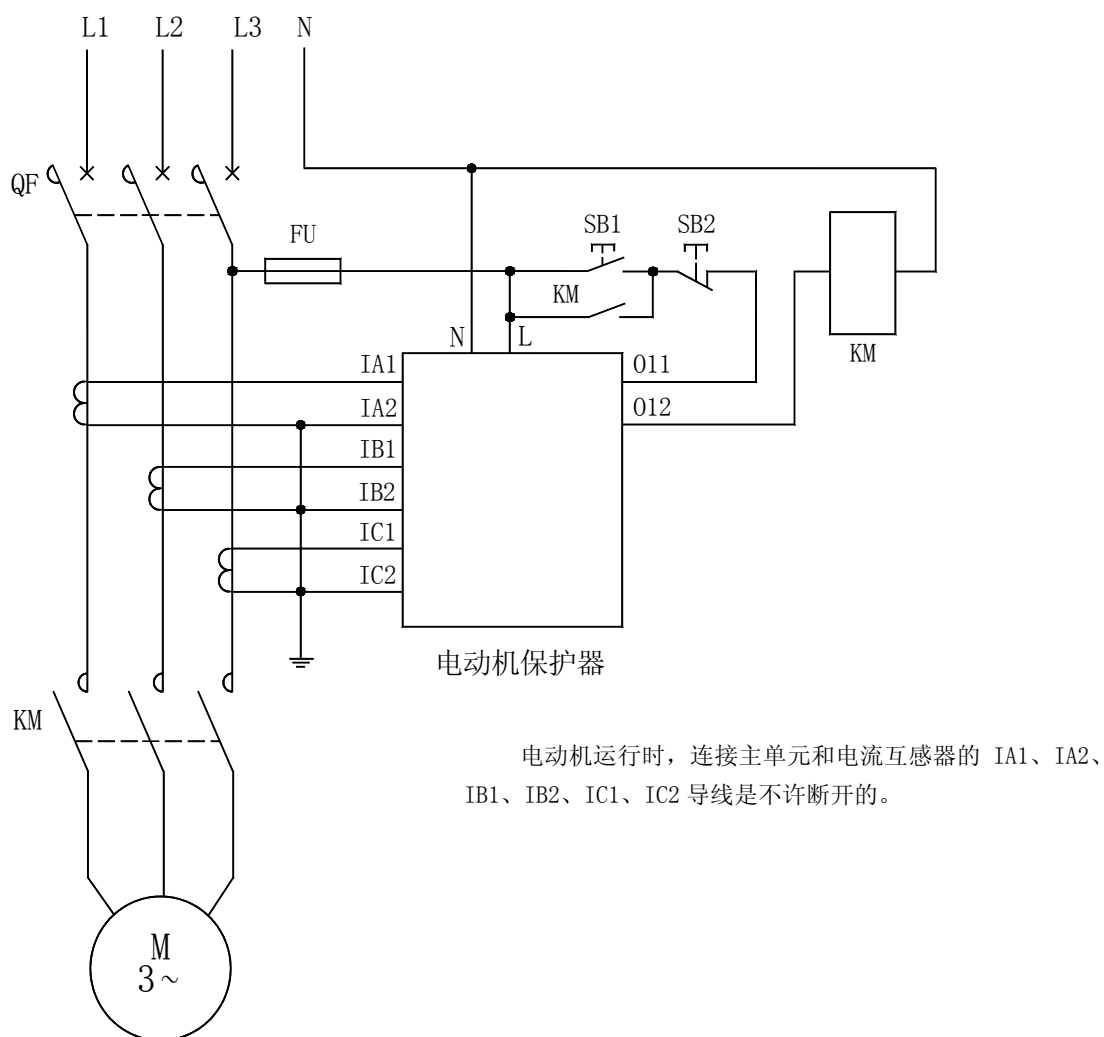 L1 L2 L3 N
QF
FU
SB1 SB2
KM
KM
N L
IA1
IA2
IB1
IB2
IC1
IC2
O11
O12
电动机保护器
KM
电动机运行时，连接主单元和电流互感器的 IA1、IA2、
IB1、IB2、IC1、IC2 导线是不许断开的。
M
3~